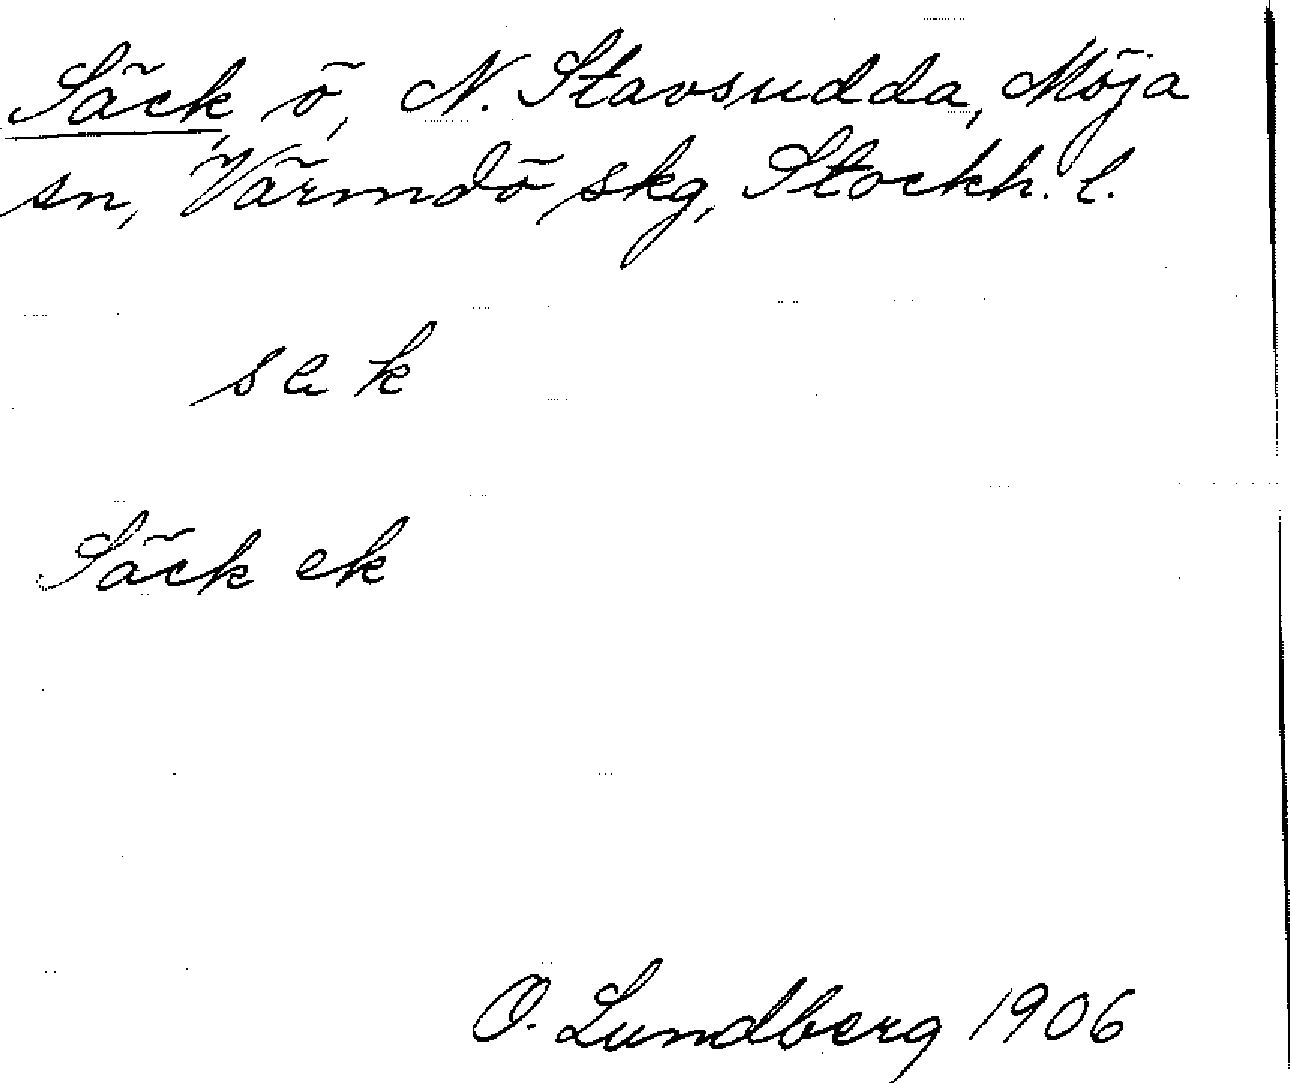 Säck, ö, N. Stavsudda, Möja
sn, Värmdö skg, Stockh. l.
Säck ek
O. Lundberg 1906